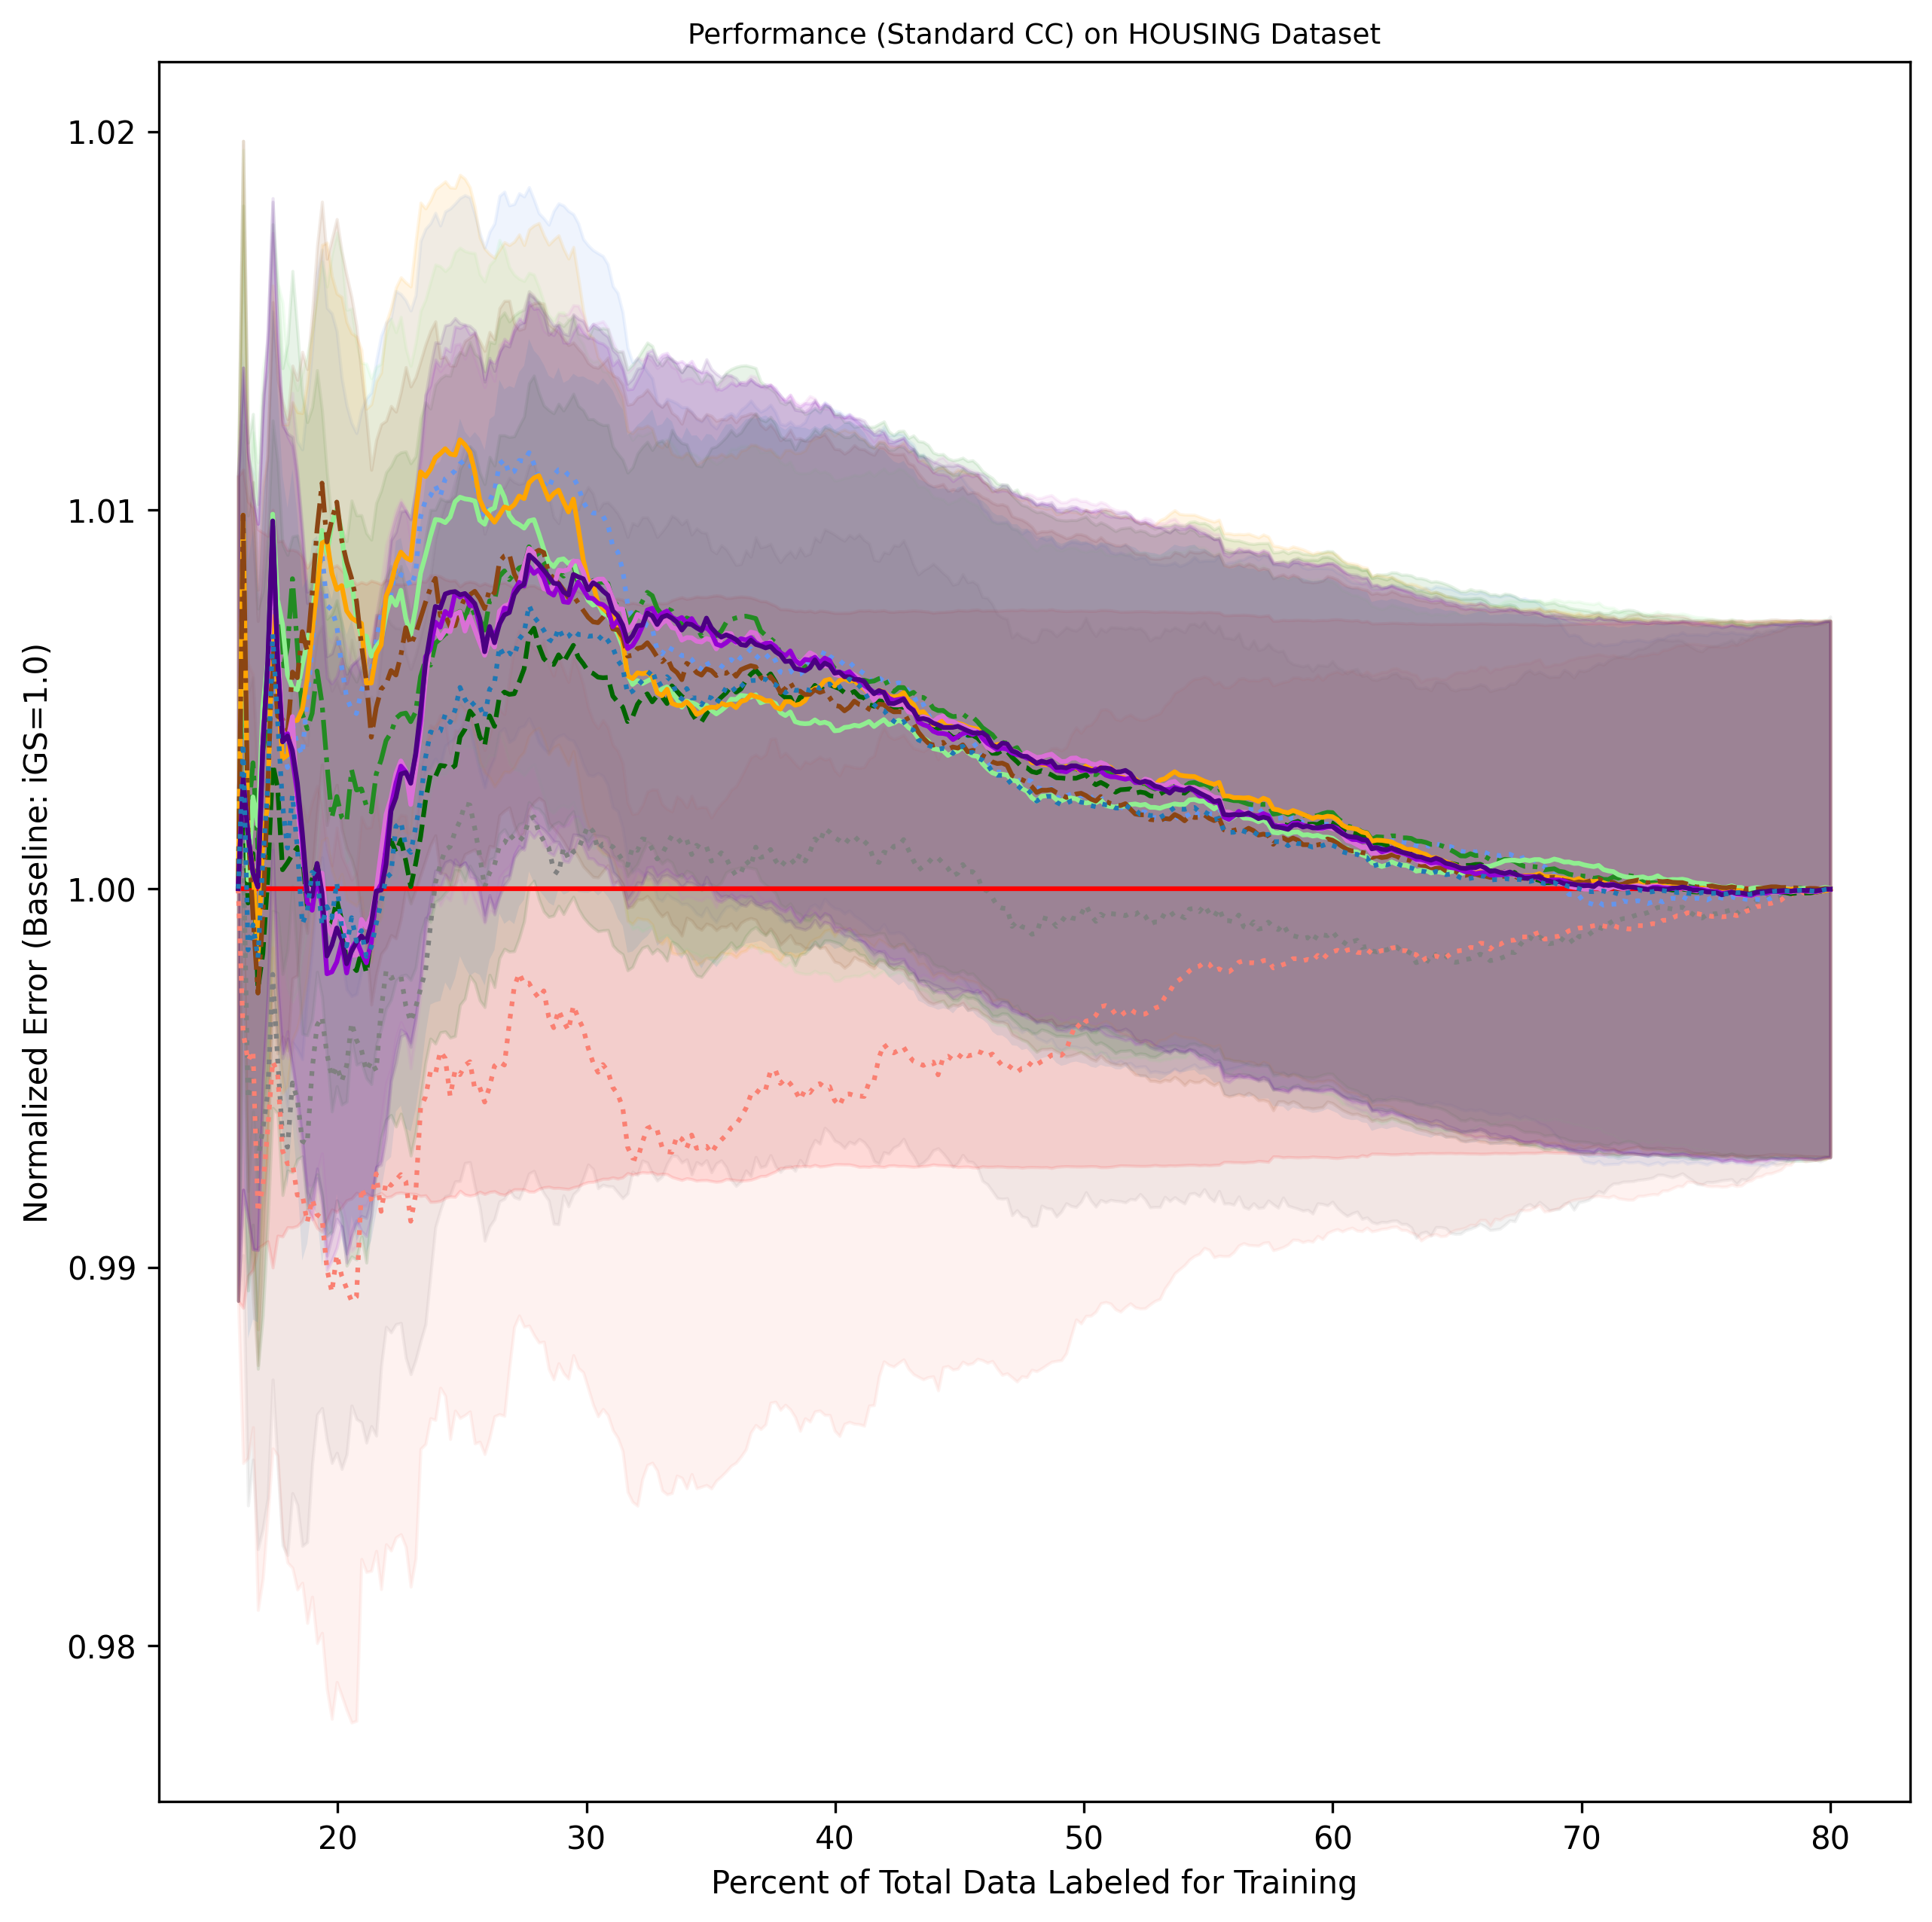 Performance (Standard CC) on HOUSING Dataset
Normalized Error (Baseline: iGS=1.0)
1.02
1.01
1.00
0.99
0.98
20 30 40 50 60 70 80
Percent of Total Data Labeled for Training